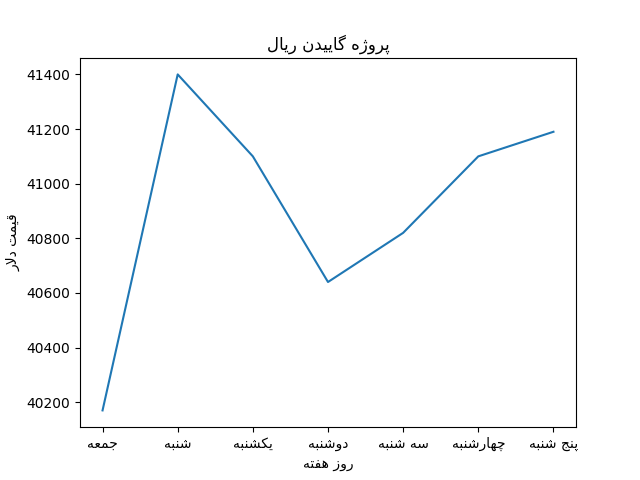 پروژه گاییدن ریال
41400
41200
41000
40800
40600
40400
40200
قیمت دلار
جمعه شنبه یکشنبه دوشنبه سه شنبه چهارشنبه پنج شنبه
روز هفته